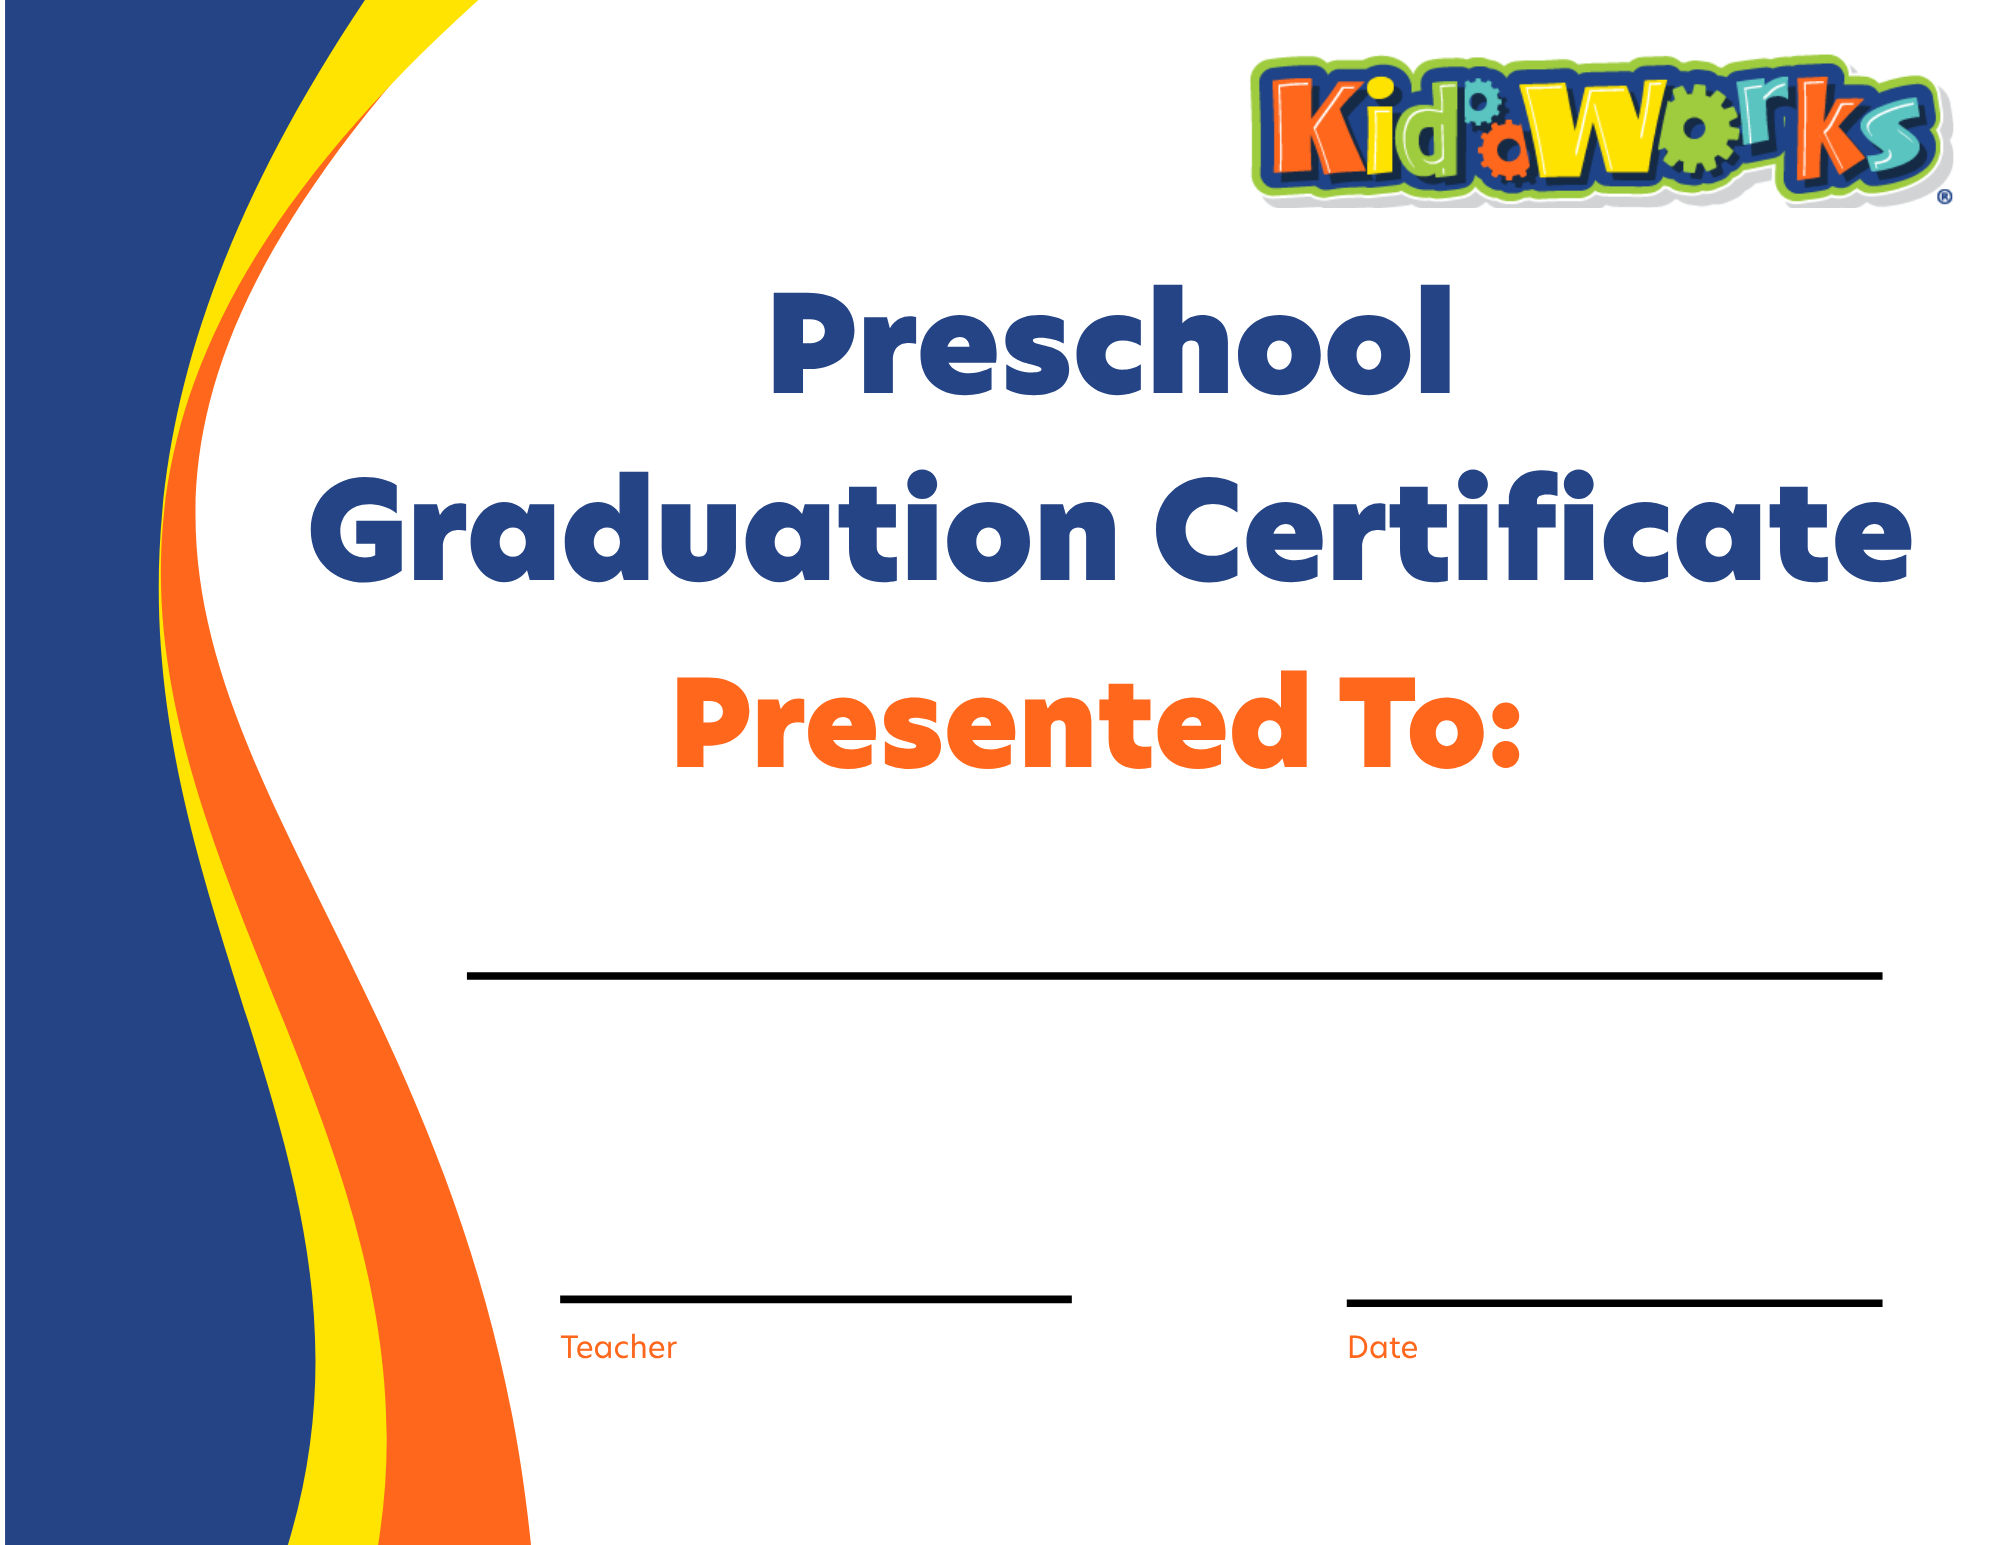 KidWorks
®
Preschool
Graduation Certificate
Presented To:
Teacher
Date